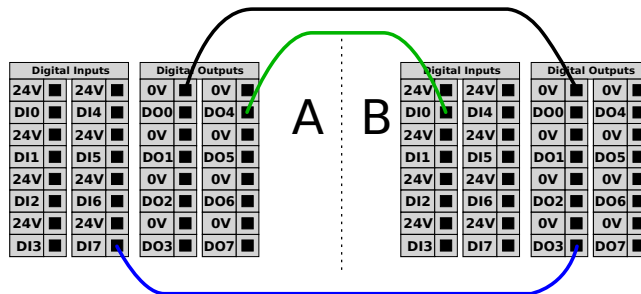 Digital Inputs Digital Outputs Digital Inputs Digital Outputs
24V 24V 0V 0V 24V 24V 0V 0V
DI0 DI4 DO0 DO4 A B DI0 DI4 DO0 DO4
24V 24V 0V 0V 24V 24V 0V 0V
DI1 DI5 DO1 DO5 DI1 DI5 DO1 DO5
24V 24V 0V 0V 24V 24V 0V 0V
DI2 DI6 DO2 DO6 DI2 DI6 DO2 DO6
24V 24V 0V 0V 24V 24V 0V 0V
DI3 DI7 DO3 DO7 DI3 DI7 DO3 DO7